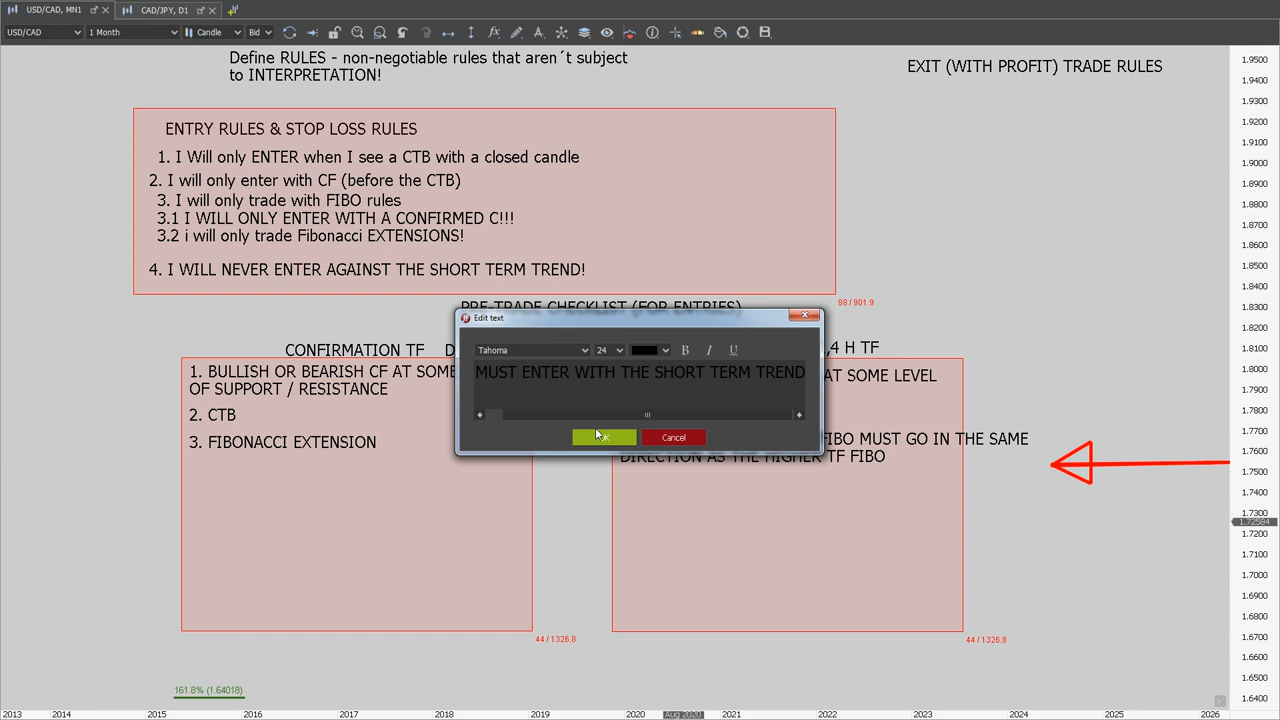 USD/CAD, MN1
CAD/JPY, D1
USD/CAD
1 Month
Candle
Bid
Define RULES - non-negotiable rules that aren´t subject
to INTERPRETATION!
EXIT (WITH PROFIT) TRADE RULES
ENTRY RULES & STOP LOSS RULES
1. I Will only ENTER when I see a CTB with a closed candle
2. I will only enter with CF (before the CTB)
3. I will only trade with FIBO rules
3.1 I WILL ONLY ENTER WITH A CONFIRMED C!!!
3.2 i will only trade Fibonacci EXTENSIONS!
4. I WILL NEVER ENTER AGAINST THE SHORT TERM TREND!
88 / 901.9
PRE-TRADE CHECKLIST (FOR ENTRIES)
CONFIRMATION TF D
,4 H TF
1. BULLISH OR BEARISH CF AT SOME
OF SUPPORT / RESISTANCE
2. CTB
3. FIBONACCI EXTENSION
44 / 1326.8
Edit text
Tahoma
24
B
I
U
MUST ENTER WITH THE SHORT TERM TREND
OK
Cancel
AT SOME LEVEL
FIBO MUST GO IN THE SAME
DIRECTION AS THE HIGHER TF FIBO
44 / 1326.8
161.8% (1.64018)
1.9500
1.9400
1.9300
1.9200
1.9100
1.9000
1.8900
1.8800
1.8700
1.8600
1.8500
1.8400
1.8300
1.8200
1.8100
1.8000
1.7900
1.7800
1.7700
1.7600
1.7500
1.7400
1.7300
1.72584
1.7200
1.7100
1.7000
1.6900
1.6800
1.6700
1.6600
1.6500
1.6400
2013
2014
2015
2016
2017
2018
2019
2020
Aug 2020
2021
2022
2023
2024
2025
2026